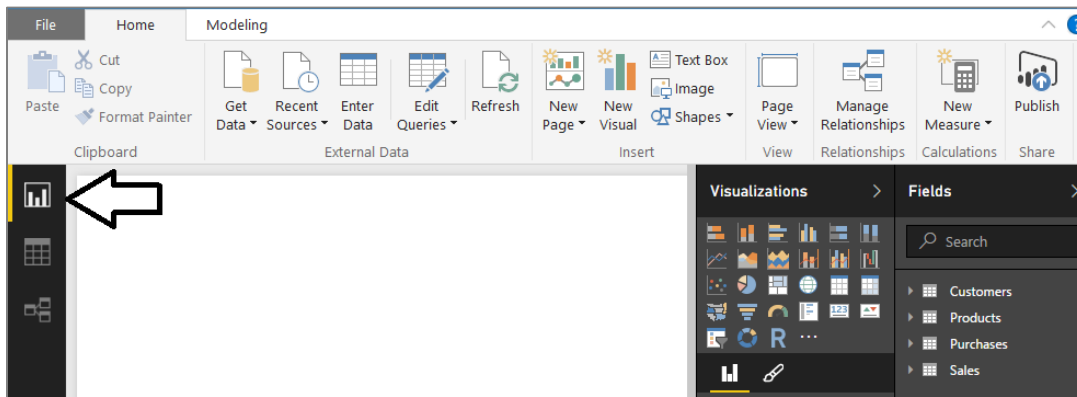 File Home Modeling
Cut
Copy
Format Painter
Paste
Clipboard
Get
Data
Recent
Sources
Enter
Data
Edit
Queries
Refresh
External Data
New
Page
New
Visual
Text Box
Image
Shapes
Insert
Page
View
View
Manage
Relationships
Relationships
New
Measure
Calculations
Publish
Share
Visualizations
123
R
Fields
Search
Customers
Products
Purchases
Sales